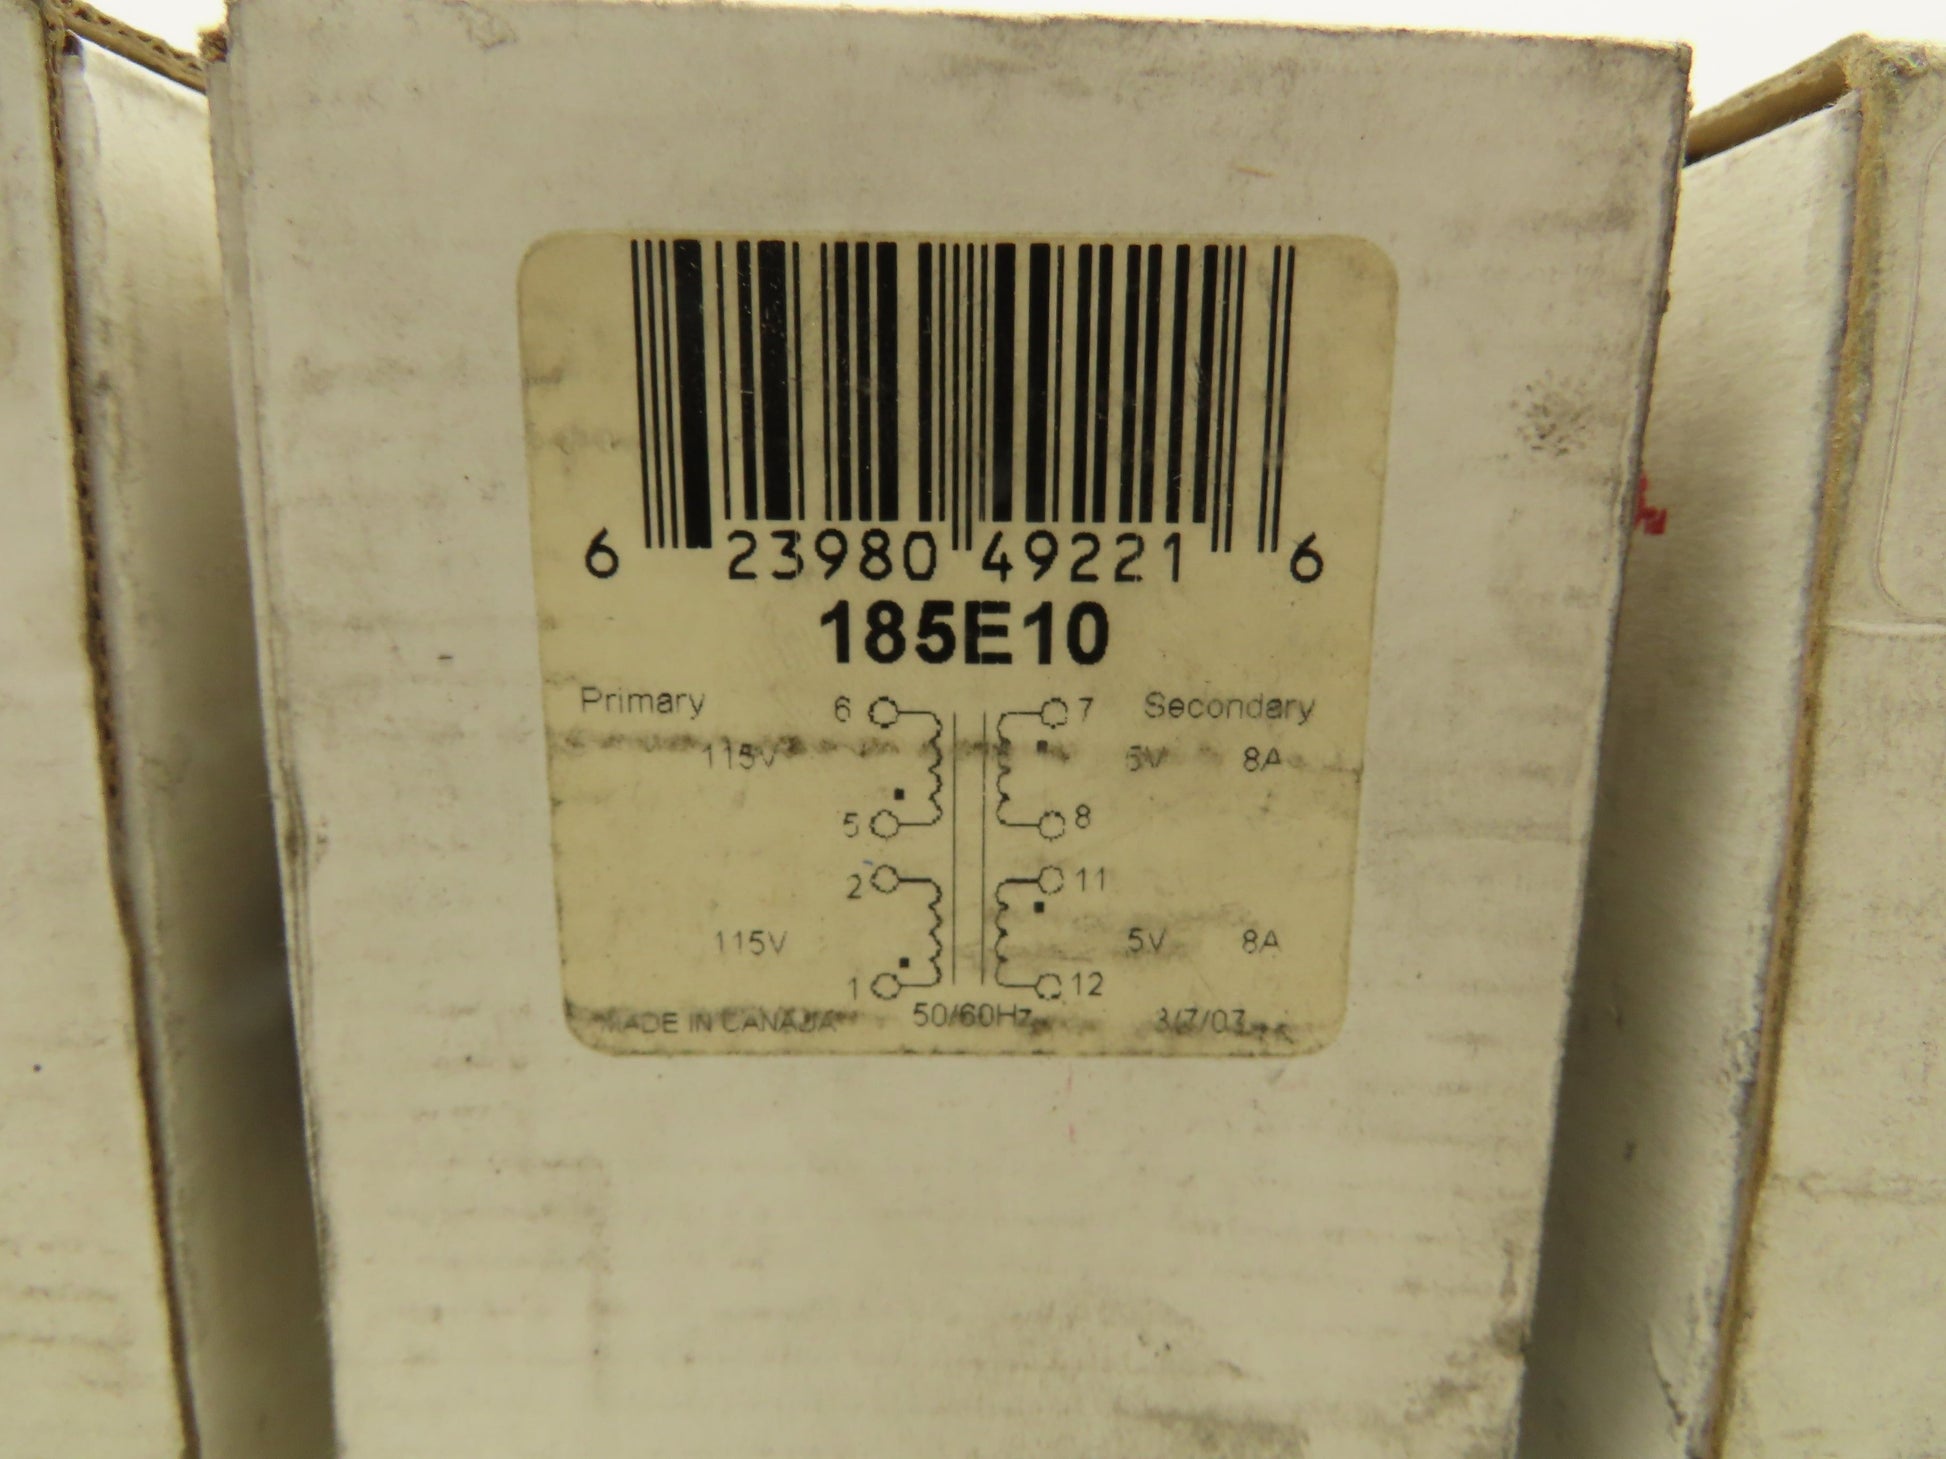 6 23980 49221 6
185E10
Primary 6 7 Secondary
115V 5V 8A
5 8
2 11
115V 5V 8A
1 12
MADE IN CANADA 50/60Hz 3/7/03